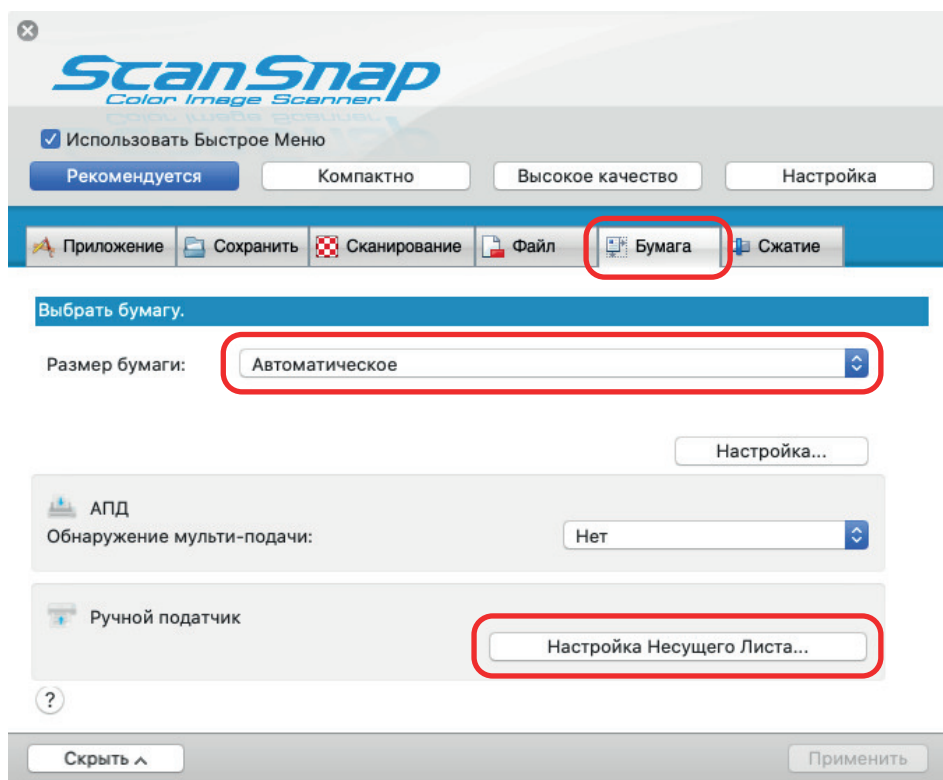 ScanSnap
Color Image Scanner
Использовать Быстрое Меню
Рекомендуется Компактно Высокое качество Настройка
Приложение Сохранить Сканирование Файл Бумага Сжатие
Выбрать бумагу.
Размер бумаги: Автоматическое
Настройка...
АПД
Обнаружение мульти-подачи: Нет
Ручной податчик
Настройка Несущего Листа...
?
Скрыть Применить